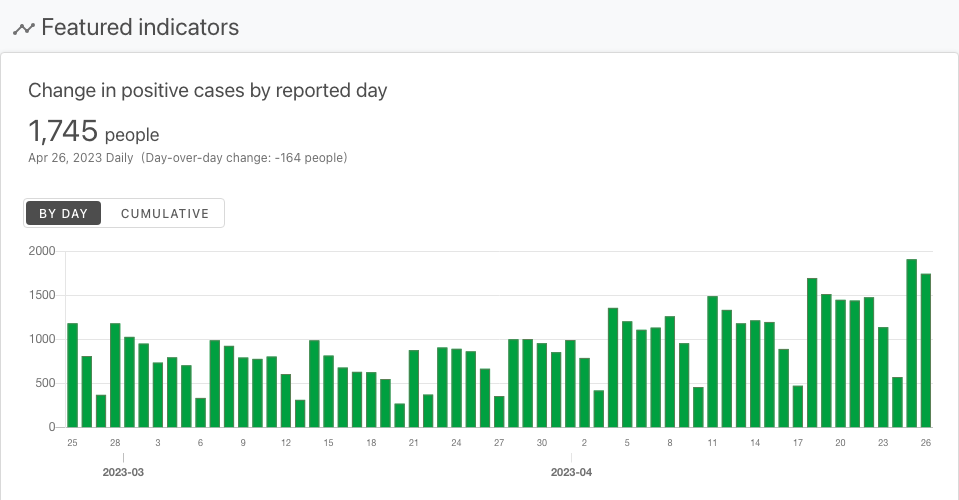 Featured indicators
Change in positive cases by reported day
1,745 people
Apr 26, 2023 Daily (Day-over-day change: -164 people)
BY DAY CUMULATIVE
2000
1500
1000
500
0
25 28 3 6 9 12 15 18 21 24 27 30 2 5 8 11 14 17 20 23 26
2023-03 2023-04